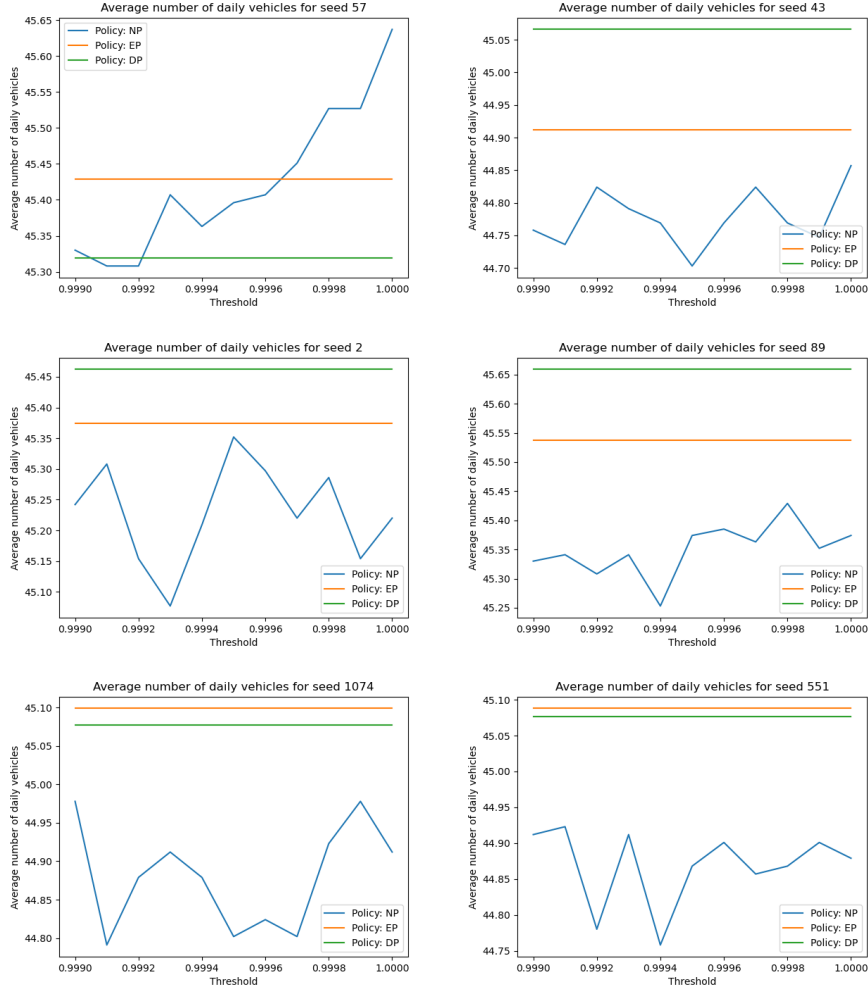 Average number of daily vehicles for seed 57
Average number of daily vehicles
45.65
45.60
45.55
45.50
45.45
45.40
45.35
45.30
Policy: NP
Policy: EP
Policy: DP
0.9990 0.9992 0.9994 0.9996 0.9998 1.0000
Threshold
Average number of daily vehicles for seed 43
Average number of daily vehicles
45.05
45.00
44.95
44.90
44.85
44.80
44.75
44.70
Policy: NP
Policy: EP
Policy: DP
0.9990 0.9992 0.9994 0.9996 0.9998 1.0000
Threshold
Average number of daily vehicles for seed 2
Average number of daily vehicles
45.45
45.40
45.35
45.30
45.25
45.20
45.15
45.10
Policy: NP
Policy: EP
Policy: DP
0.9990 0.9992 0.9994 0.9996 0.9998 1.0000
Threshold
Average number of daily vehicles for seed 89
Average number of daily vehicles
45.65
45.60
45.55
45.50
45.45
45.40
45.35
45.30
45.25
Policy: NP
Policy: EP
Policy: DP
0.9990 0.9992 0.9994 0.9996 0.9998 1.0000
Threshold
Average number of daily vehicles for seed 1074
Average number of daily vehicles
45.10
45.05
45.00
44.95
44.90
44.85
44.80
Policy: NP
Policy: EP
Policy: DP
0.9990 0.9992 0.9994 0.9996 0.9998 1.0000
Threshold
Average number of daily vehicles for seed 551
Average number of daily vehicles
45.10
45.05
45.00
44.95
44.90
44.85
44.80
44.75
Policy: NP
Policy: EP
Policy: DP
0.9990 0.9992 0.9994 0.9996 0.9998 1.0000
Threshold